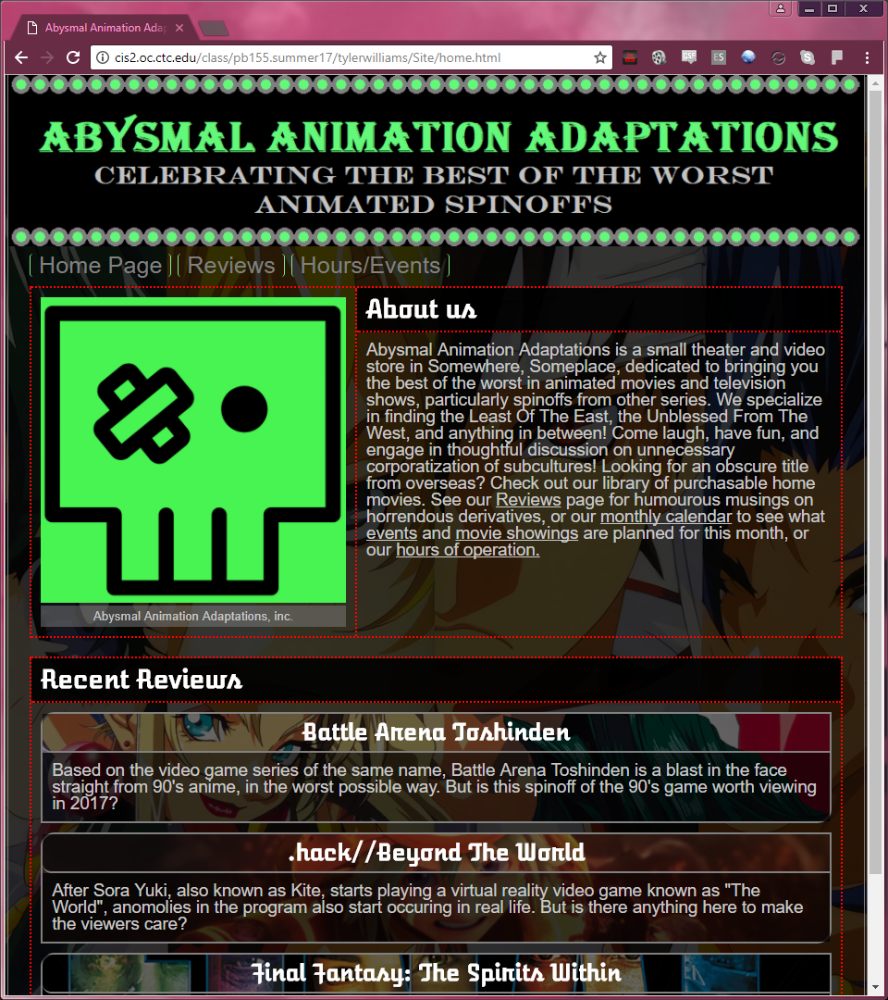 Abysmal Animation Ada
cis2.oc.ctc.edu/class/pb155.summer17/tylerwilliams/Site/home.html
CSF
ES
ABYSMAL ANIMATION ADAPTATIONS
CELEBRATING THE BEST OF THE WORST
ANIMATED SPINOFFS
Home Page
Reviews
Hours/Events
About us
Abysmal Animation Adaptations is a small theater and video
store in Somewhere, Someplace, dedicated to bringing you
the best of the worst in animated movies and television
shows, particularly spinoffs from other series. We specialize
in finding the Least Of The East, the Unblessed From The
West, and anything in between! Come laugh, have fun, and
engage in thoughtful discussion on unnecessary
corporatization of subcultures! Looking for an obscure title
from overseas? Check out our library of purchasable home
movies. See our Reviews page for humourous musings on
horrendous derivatives, or our monthly calendar to see what
events and movie showings are planned for this month, or
our hours of operation.
Abysmal Animation Adaptations, inc.
Recent Reviews
Battle Arena Toshinden
Based on the video game series of the same name, Battle Arena Toshinden is a blast in the face
straight from 90's anime, in the worst possible way. But is this spinoff of the 90's game worth viewing
in 2017?
.hack//Beyond The World
After Sora Yuki, also known as Kite, starts playing a virtual reality video game known as "The
World", anomolies in the program also start occuring in real life. But is there anything here to make
the viewers care?
Final Fantasy: The Spirits Within